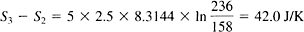 S₃ − S₂ = 5 × 2.5 × 8.3144 × ln 236/158 = 42.0 J/K